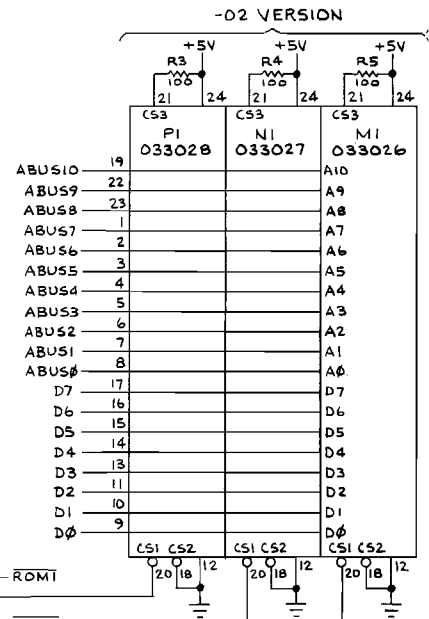 -02 VERSION
+5V +5V +5V
R3 R4 R5
100 100 100
21 24 21 24 21 24
CS3 CS3 CS3
P1 N1 M1
033028 033027 033026
ABUS10 19 A10
ABUS9 22 A9
ABUS8 23 A8
ABUS7 1 A7
ABUS6 2 A6
ABUS5 3 A5
ABUS4 4 A4
ABUS3 5 A3
ABUS2 6 A2
ABUS1 7 A1
ABUS0 8 A0
D7 17 D7
D6 16 D6
D5 15 D5
D4 14 D4
D3 13 D3
D2 11 D2
D1 10 D1
D0 9 D0
CS1 CS2 CS1 CS2 CS1 CS2
20 18 12 20 18 12 20 18 12
ROM1